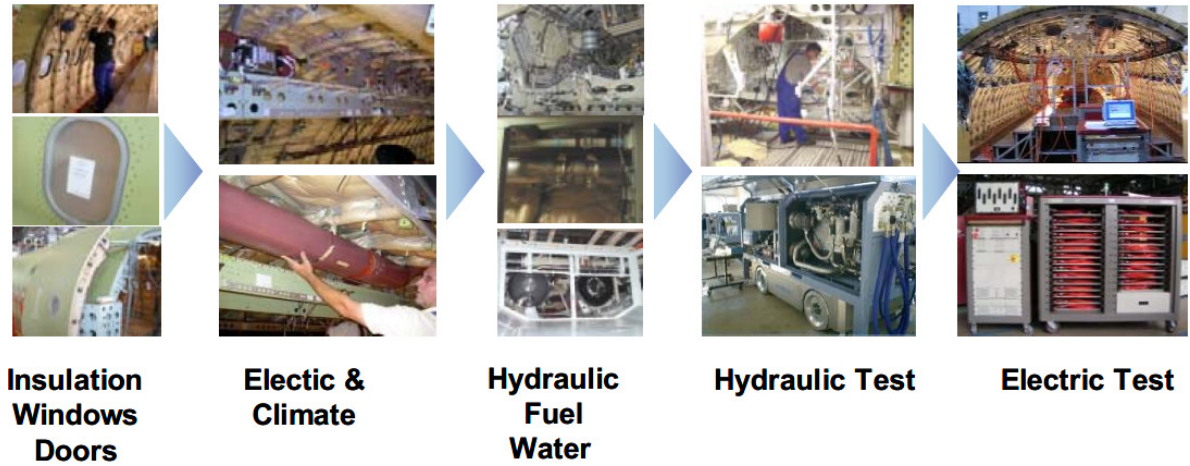 Insulation
Windows
Doors
Electic &
Climate
Hydraulic
Fuel
Water
Hydraulic Test
Electric Test